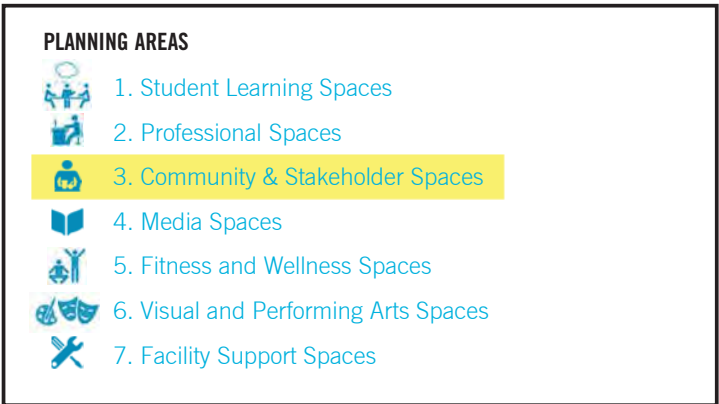 PLANNING AREAS
1. Student Learning Spaces
2. Professional Spaces
3. Community & Stakeholder Spaces
4. Media Spaces
5. Fitness and Wellness Spaces
6. Visual and Performing Arts Spaces
7. Facility Support Spaces